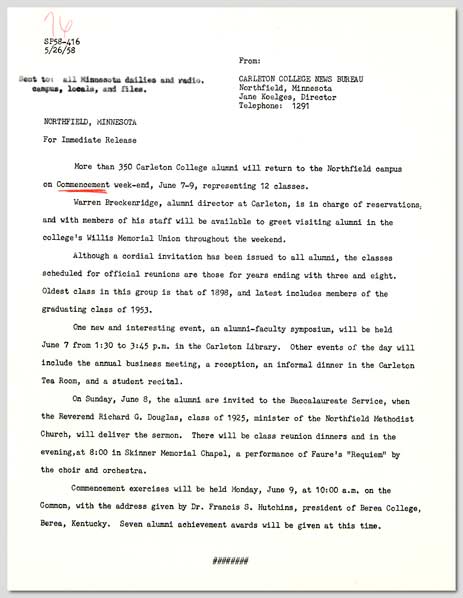 74
SP58-416
5/26/58
From:
Sent to: all Minnesota dailies and radio.
campus, locals, and files.
CARLETON COLLEGE NEWS BUREAU
Northfield, Minnesota
Jane Koelges, Director
Telephone: 1291
NORTHFIELD, MINNESOTA
For Immediate Release
More than 350 Carleton College alumni will return to the Northfield campus
on Commencement week-end, June 7-9, representing 12 classes.
Warren Breckenridge, alumni director at Carleton, is in charge of reservations,
and with members of his staff will be available to greet visiting alumni in the
college's Willis Memorial Union throughout the weekend.
Although a cordial invitation has been issued to all alumni, the classes
scheduled for official reunions are those for years ending with three and eight.
Oldest class in this group is that of 1898, and latest includes members of the
graduating class of 1953.
One new and interesting event, an alumni-faculty symposium, will be held
June 7 from 1:30 to 3:45 p.m. in the Carleton Library. Other events of the day will
include the annual business meeting, a reception, an informal dinner in the Carleton
Tea Room, and a student recital.
On Sunday, June 8, the alumni are invited to the Baccalaureate Service, when
the Reverend Richard G. Douglas, class of 1925, minister of the Northfield Methodist
Church, will deliver the sermon. There will be class reunion dinners and in the
evening,at 8:00 in Skinner Memorial Chapel, a performance of Faure's "Requiem" by
the choir and orchestra.
Commencement exercises will be held Monday, June 9, at 10:00 a.m. on the
Common, with the address given by Dr. Francis S. Hutchins, president of Berea College,
Berea, Kentucky. Seven alumni achievement awards will be given at this time.
########